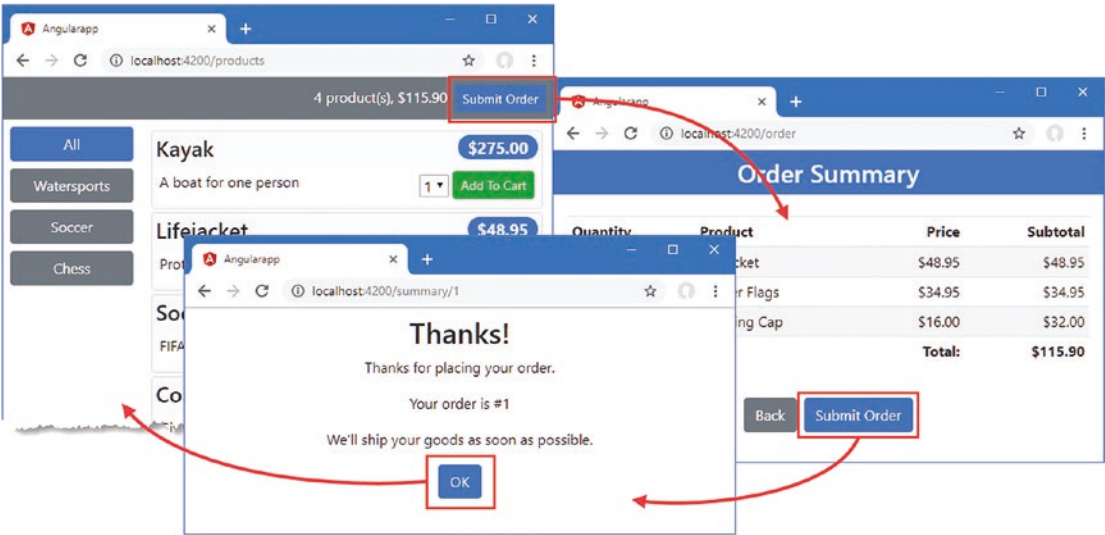 Angularapp
localhost:4200/products
4 product(s), $115.90 Submit Order
All
Watersports
Soccer
Chess
Kayak $275.00
A boat for one person 1 Add To Cart
Lifejacket $48.95
Angularapp
localhost:4200/order
Order Summary
Quantity Product Price Subtotal
$48.95 $48.95
Flags $34.95 $34.95
Cap $16.00 $32.00
Total: $115.90
Back Submit Order
Angularapp
localhost:4200/summary/1
Thanks!
Thanks for placing your order.
Your order is #1
We'll ship your goods as soon as possible.
OK
FIFA